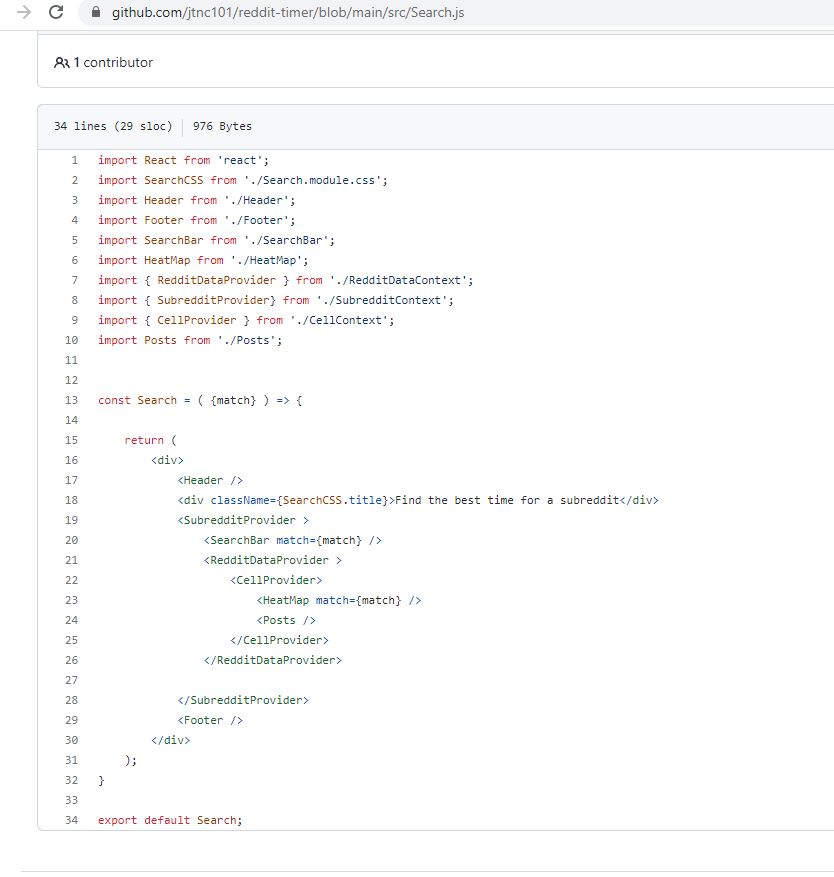 github.com/jtnc101/reddit-timer/blob/main/src/Search.js
1 contributor
34 lines (29 sloc) | 976 Bytes
1 import React from 'react';
2 import SearchCSS from './Search.module.css';
3 import Header from './Header';
4 import Footer from './Footer';
5 import SearchBar from './SearchBar';
6 import HeatMap from './HeatMap';
7 import { RedditDataProvider } from './RedditDataContext';
8 import { SubredditProvider} from './SubredditContext';
9 import { CellProvider } from './CellContext';
10 import Posts from './Posts';
11
12
13 const Search = ( {match} ) => {
14
15     return (
16         <div>
17             <Header />
18             <div className={SearchCSS.title}>Find the best time for a subreddit</div>
19             <SubredditProvider >
20                 <SearchBar match={match} />
21                 <RedditDataProvider >
22                     <CellProvider>
23                         <HeatMap match={match} />
24                         <Posts />
25                     </CellProvider>
26                 </RedditDataProvider>
27
28             </SubredditProvider>
29             <Footer />
30         </div>
31     );
32 }
33
34 export default Search;